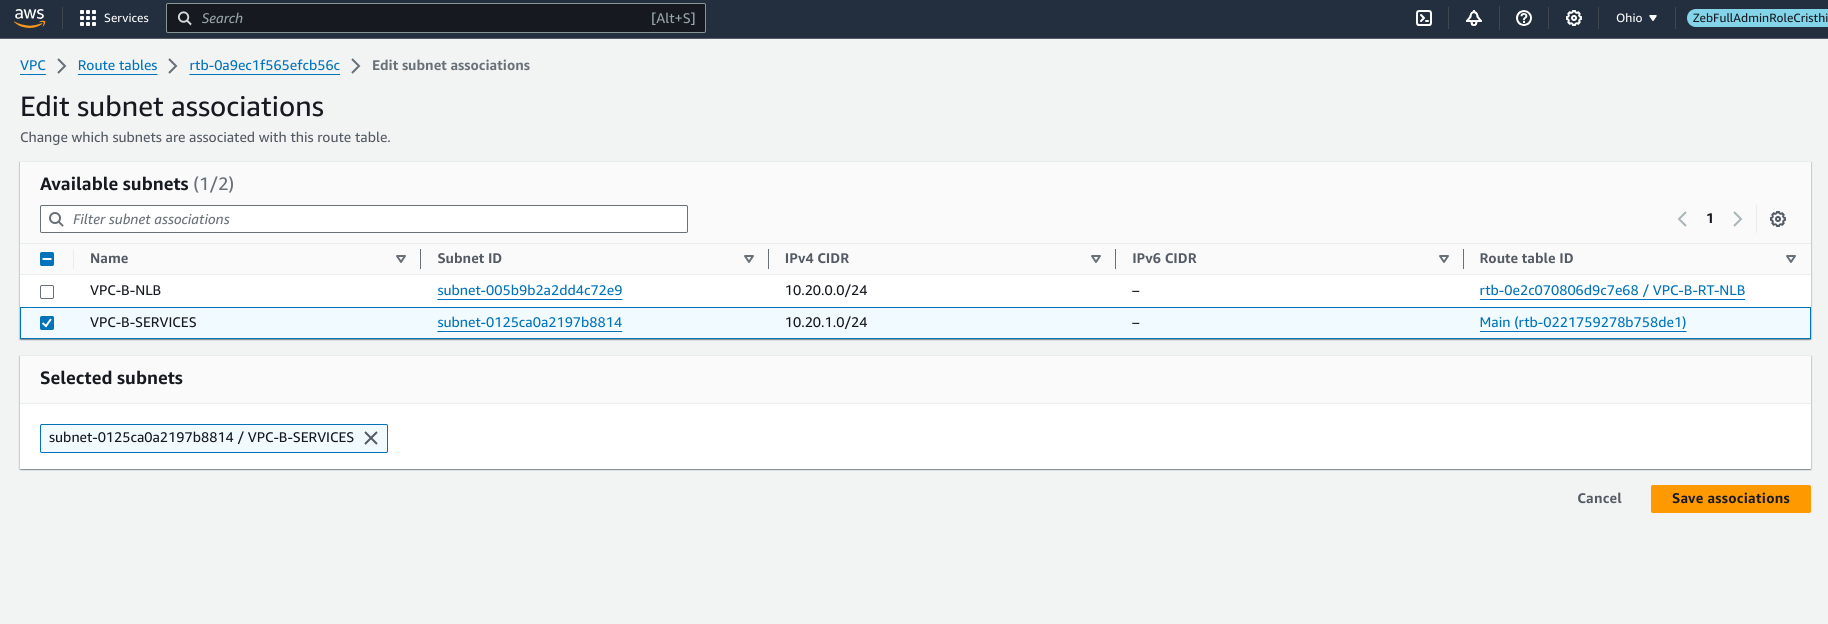 aws Services Search [Alt+S] Ohio ZebFullAdminRoleCristhi
VPC Route tables rtb-0a9ec1f565efcb56c Edit subnet associations
Edit subnet associations
Change which subnets are associated with this route table.
Available subnets (1/2)
Filter subnet associations 1
Name Subnet ID IPv4 CIDR IPv6 CIDR Route table ID
VPC-B-NLB subnet-005b9b2a2dd4c72e9 10.20.0.0/24 – rtb-0e2c070806d9c7e68 / VPC-B-RT-NLB
VPC-B-SERVICES subnet-0125ca0a2197b8814 10.20.1.0/24 – Main (rtb-0221759278b758de1)
Selected subnets
subnet-0125ca0a2197b8814 / VPC-B-SERVICES
Cancel Save associations